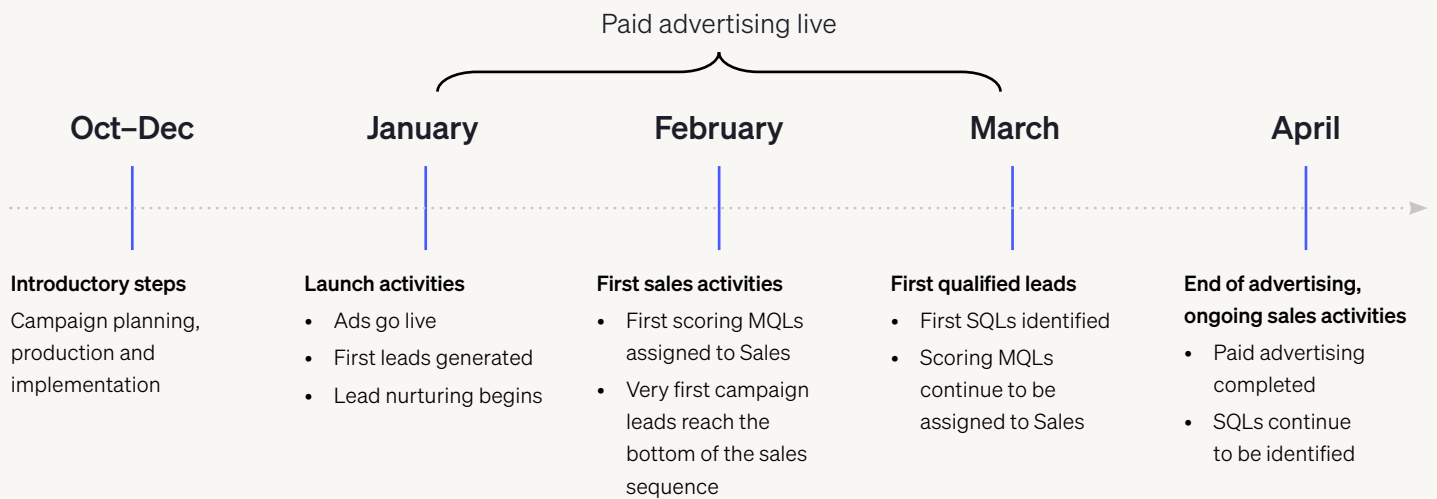 Paid advertising live
Oct–Dec
January
February
March
April
Introductory steps
Campaign planning,
production and
implementation
Launch activities
• Ads go live
• First leads generated
• Lead nurturing begins
First sales activities
• First scoring MQLs
assigned to Sales
• Very first campaign
leads reach the
bottom of the sales
sequence
First qualified leads
• First SQLs identified
• Scoring MQLs
continue to be
assigned to Sales
End of advertising,
ongoing sales activities
• Paid advertising
completed
• SQLs continue
to be identified